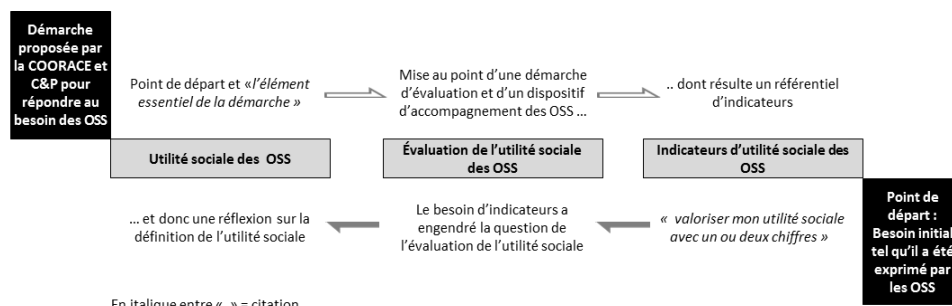 Démarche
proposée par
la COORACE et
C&P pour
répondre au
besoin des OSS
Point de départ et «l'élément
essentiel de la démarche »
Mise au point d'une démarche
d'évaluation et d'un dispositif
d'accompagnement des OSS ...
.. dont résulte un référentiel
d'indicateurs
Utilité sociale des OSS
Évaluation de l'utilité sociale
des OSS
Indicateurs d'utilité sociale des
OSS
... et donc une réflexion sur la
définition de l'utilité sociale
Le besoin d'indicateurs a
engendré la question de
l'évaluation de l'utilité sociale
« valoriser mon utilité sociale
avec un ou deux chiffres »
Point de
départ :
Besoin initial
tel qu'il a été
exprimé par
les OSS
En italique entre « » = citation